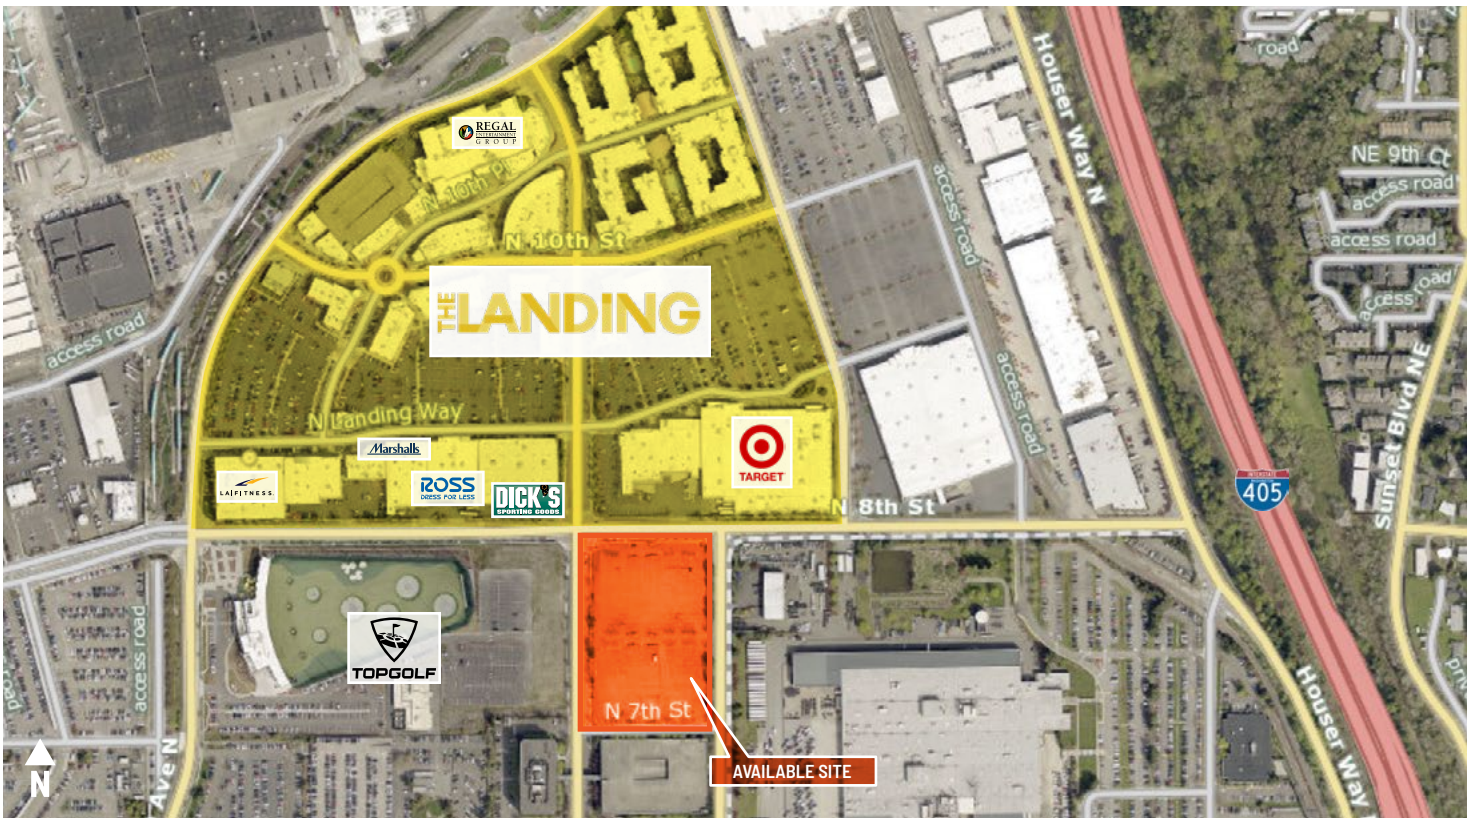 road
Houser Way N
NE 9th Ct
access road
access road
access road
access road
REGAL
ENTERTAINMENT
GROUP
N 10th Pl
N 10th St
THE LANDING
access road
access road
access road
N Landing Way
Marshalls
LA|FITNESS.
ROSS
DRESS FOR LESS
DICK'S
SPORTING GOODS
TARGET
N 8th St
INTERSTATE
405
Sunset Blvd NE
TOPGOLF
access road
road
N 7th St
AVAILABLE SITE
Ave N
N
Houser Way